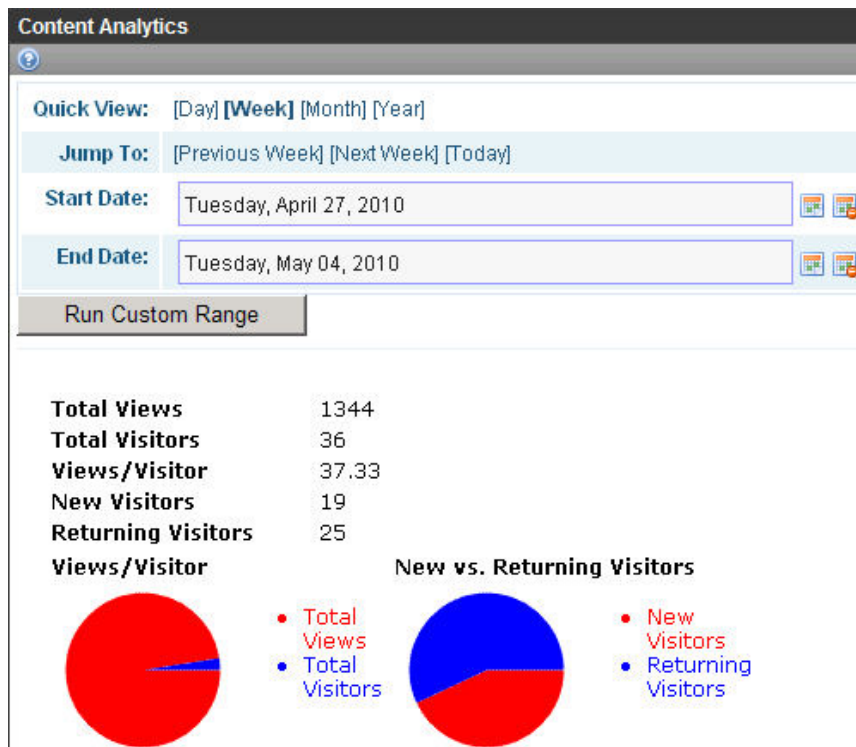 Content Analytics
Quick View: [Day] [Week] [Month] [Year]
Jump To: [Previous Week] [Next Week] [Today]
Start Date: Tuesday, April 27, 2010
End Date: Tuesday, May 04, 2010
Run Custom Range
Total Views 1344
Total Visitors 36
Views/Visitor 37.33
New Visitors 19
Returning Visitors 25
Views/Visitor New vs. Returning Visitors
Total
Views
Total
Visitors
New
Visitors
Returning
Visitors